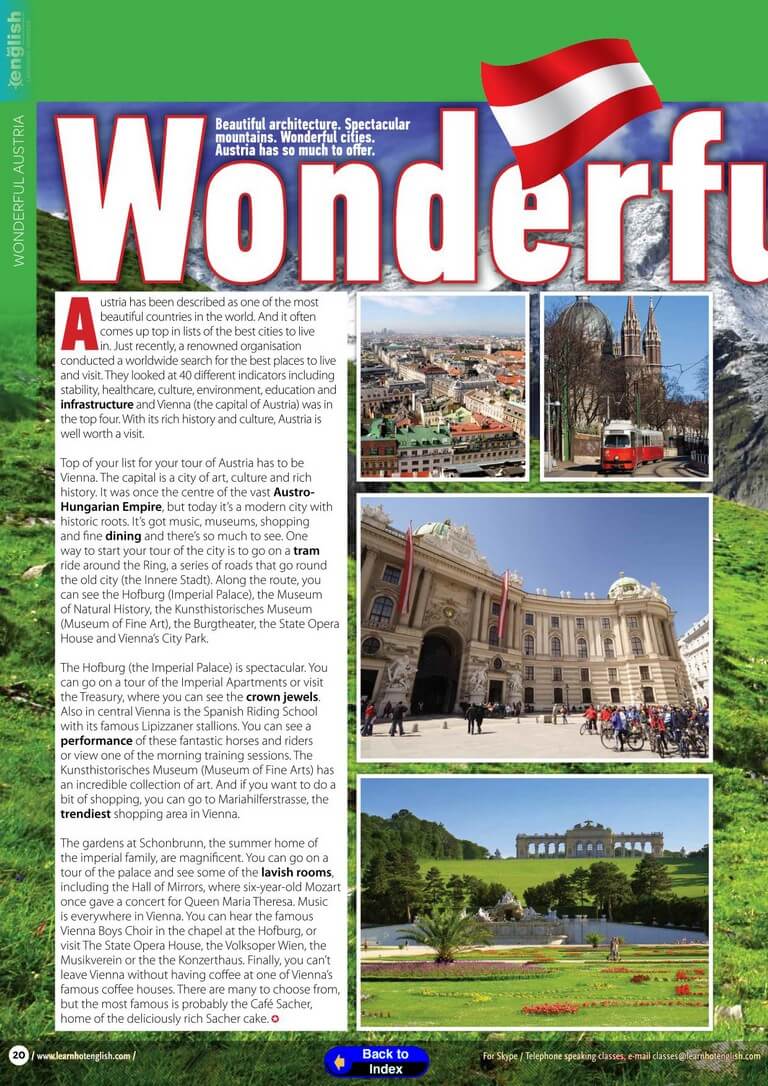 english
WONDERFUL AUSTRIA
Wonderfu
Beautiful architecture. Spectacular
mountains. Wonderful cities.
Austria has so much to offer.
Austria has been described as one of the most
beautiful countries in the world. And it often
comes up top in lists of the best cities to live
in. Just recently, a renowned organisation
conducted a worldwide search for the best places to live
and visit. They looked at 40 different indicators including
stability, healthcare, culture, environment, education and
infrastructure and Vienna (the capital of Austria) was in
the top four. With its rich history and culture, Austria is
well worth a visit.
Top of your list for your tour of Austria has to be
Vienna. The capital is a city of art, culture and rich
history. It was once the centre of the vast Austro-
Hungarian Empire, but today it's a modern city with
historic roots. It's got music, museums, shopping
and fine dining and there's so much to see. One
way to start your tour of the city is to go on a tram
ride around the Ring, a series of roads that go round
the old city (the Innere Stadt). Along the route, you
can see the Hofburg (Imperial Palace), the Museum
of Natural History, the Kunsthistorisches Museum
(Museum of Fine Art), the Burgtheater, the State Opera
House and Vienna's City Park.
The Hofburg (the Imperial Palace) is spectacular. You
can go on a tour of the Imperial Apartments or visit
the Treasury, where you can see the crown jewels.
Also in central Vienna is the Spanish Riding School
with its famous Lipizzaner stallions. You can see a
performance of these fantastic horses and riders
or view one of the morning training sessions. The
Kunsthistorisches Museum (Museum of Fine Arts) has
an incredible collection of art. And if you want to do a
bit of shopping, you can go to Mariahilferstrasse, the
trendiest shopping area in Vienna.
The gardens at Schonbrunn, the summer home of
the imperial family, are magnificent. You can go on a
tour of the palace and see some of the lavish rooms,
including the Hall of Mirrors, where six-year-old Mozart
once gave a concert for Queen Maria Theresa. Music
is everywhere in Vienna. You can hear the famous
Vienna Boys Choir in the chapel at the Hofburg, or
visit The State Opera House, the Volksoper Wien, the
Musikverein or the the Konzerthaus. Finally, you can't
leave Vienna without having coffee at one of Vienna's
famous coffee houses. There are many to choose from,
but the most famous is probably the Café Sacher,
home of the deliciously rich Sacher cake.
20 / www.learnhotenglish.com /
Back to
Index
For Skype / Telephone speaking classes, e-mail classes@learnhotenglish.com